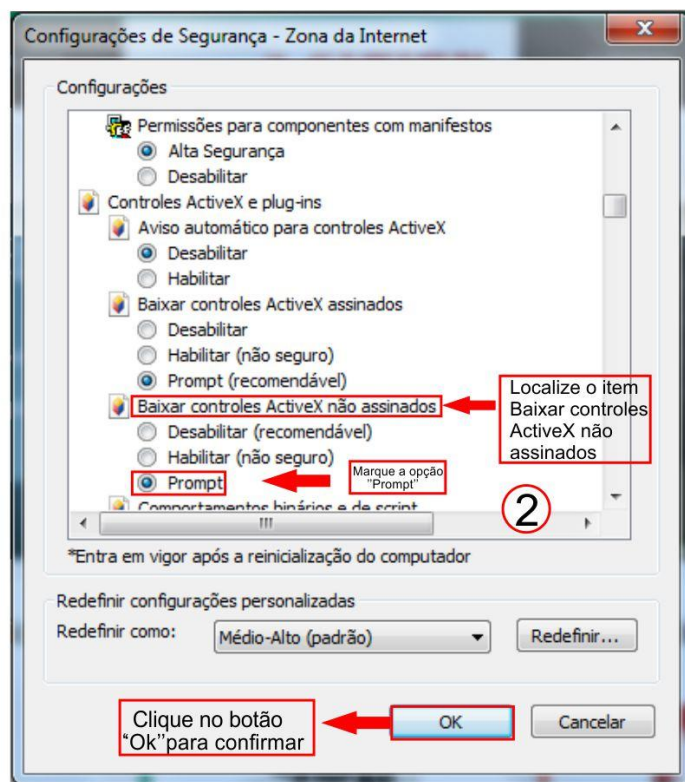 Configurações de Segurança - Zona da Internet
Configurações
Permissões para componentes com manifestos
Alta Segurança
Desabilitar
Controles ActiveX e plug-ins
Aviso automático para controles ActiveX
Desabilitar
Habilitar
Baixar controles ActiveX assinados
Desabilitar
Habilitar (não seguro)
Prompt (recomendável)
Baixar controles ActiveX não assinados
Localize o item
Baixar controles
ActiveX não
assinados
Desabilitar (recomendável)
Habilitar (não seguro)
Prompt
Marque a opção
"Prompt"
Comportamentos binários e de script
2
*Entra em vigor após a reinicialização do computador
Redefinir configurações personalizadas
Redefinir como:
Médio-Alto (padrão)
Redefinir...
Clique no botão
“Ok”para confirmar
OK
Cancelar